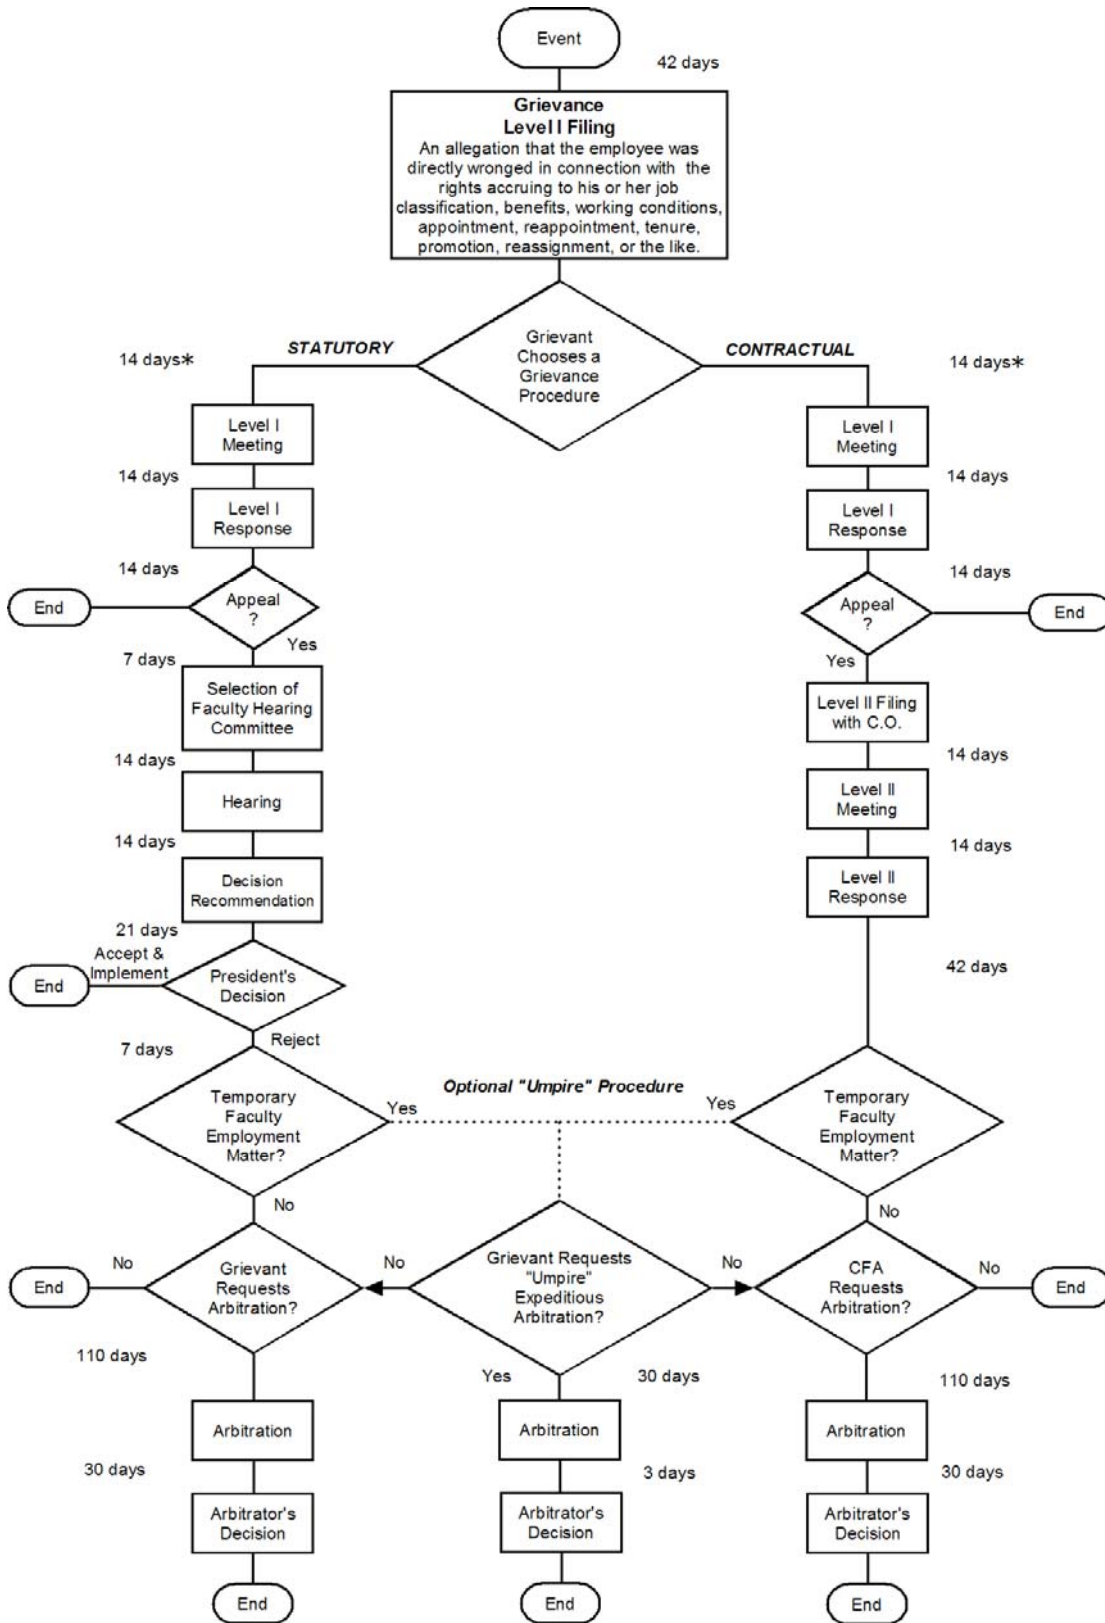 Event
42 days
Grievance
Level I Filing
An allegation that the employee was
directly wronged in connection with the
rights accruing to his or her job
classification, benefits, working conditions,
appointment, reappointment, tenure,
promotion, reassignment, or the like.
Grievant
Chooses a
Grievance
Procedure
STATUTORY
CONTRACTUAL
14 days*
14 days*
Level I
Meeting
Level I
Meeting
14 days
14 days
Level I
Response
Level I
Response
14 days
14 days
End
Appeal
?
Appeal
?
End
Yes
Yes
7 days
Selection of
Faculty Hearing
Committee
Level II Filing
with C.O.
14 days
14 days
Hearing
Level II
Meeting
14 days
14 days
Decision
Recommendation
Level II
Response
21 days
Accept &
Implement
End
President's
Decision
42 days
Reject
7 days
Optional "Umpire" Procedure
Temporary
Faculty
Employment
Matter?
Yes
Yes
Temporary
Faculty
Employment
Matter?
No
No
End
No
Grievant
Requests
Arbitration?
No
Grievant Requests
"Umpire"
Expeditious
Arbitration?
No
CFA
Requests
Arbitration?
No
End
110 days
Yes
30 days
110 days
Arbitration
Arbitration
Arbitration
30 days
3 days
30 days
Arbitrator's
Decision
Arbitrator's
Decision
Arbitrator's
Decision
End
End
End